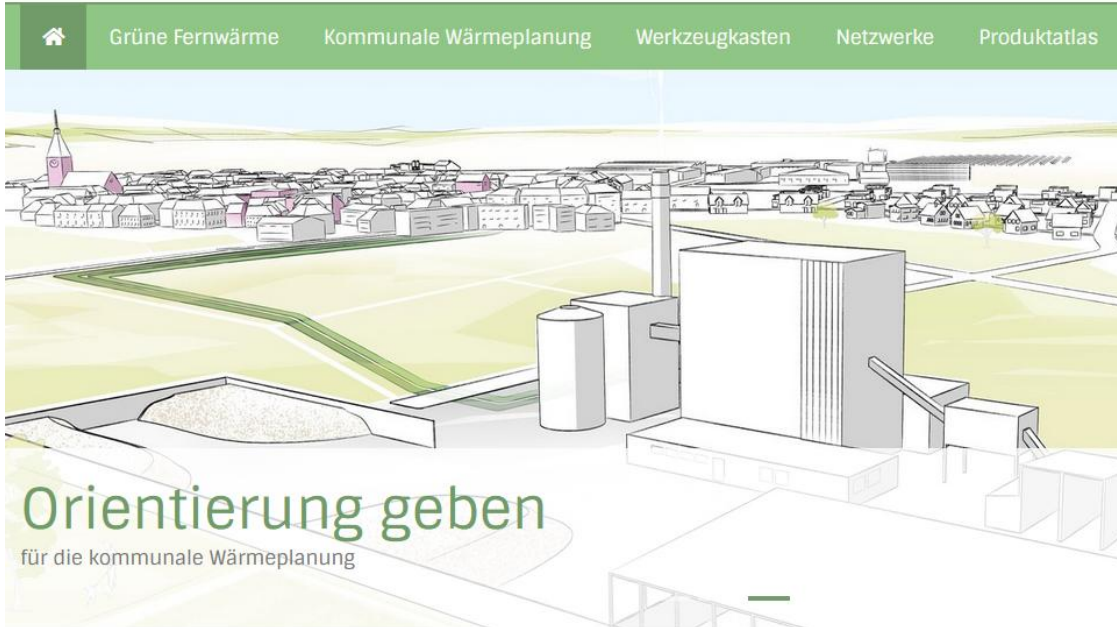 Grüne Fernwärme Kommunale Wärmeplanung Werkzeugkasten Netzwerke Produktatlas
Orientierung geben
für die kommunale Wärmeplanung